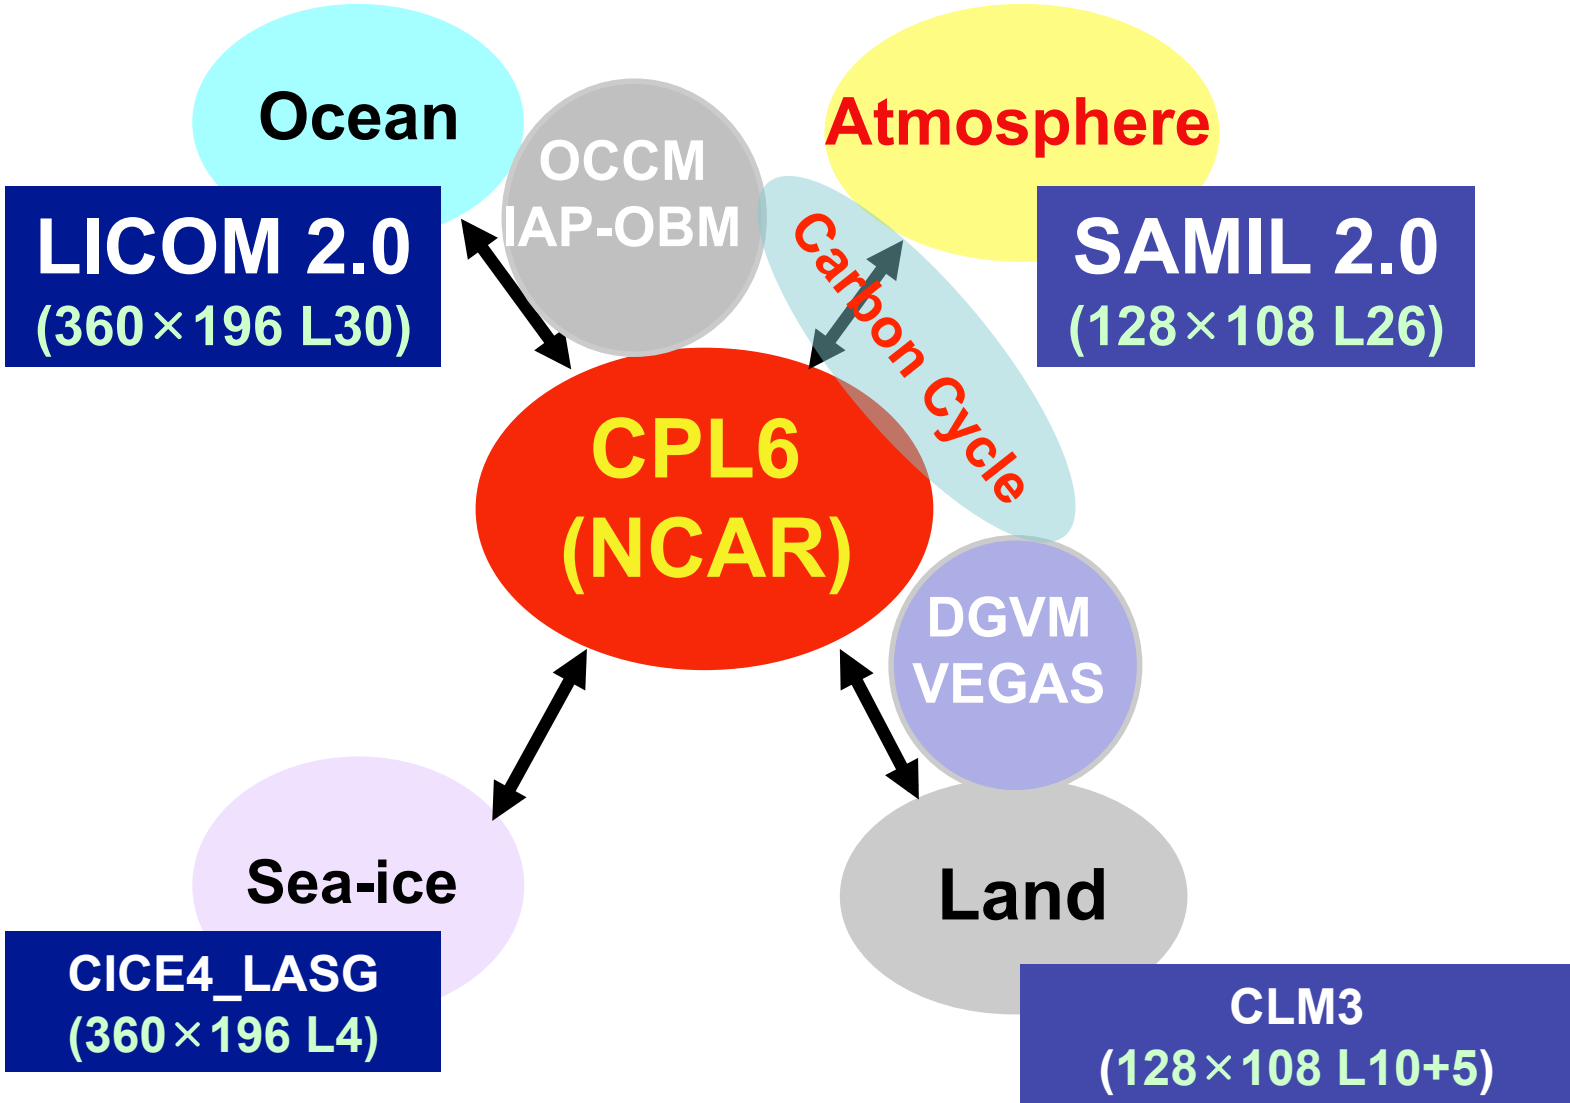 Ocean
OCCM
IAP-OBM
Atmosphere
LICOM 2.0
(360×196 L30)
SAMIL 2.0
(128×108 L26)
Carbon Cycle
CPL6
(NCAR)
DGVM
VEGAS
Sea-ice
CICE4_LASG
(360×196 L4)
Land
CLM3
(128×108 L10+5)